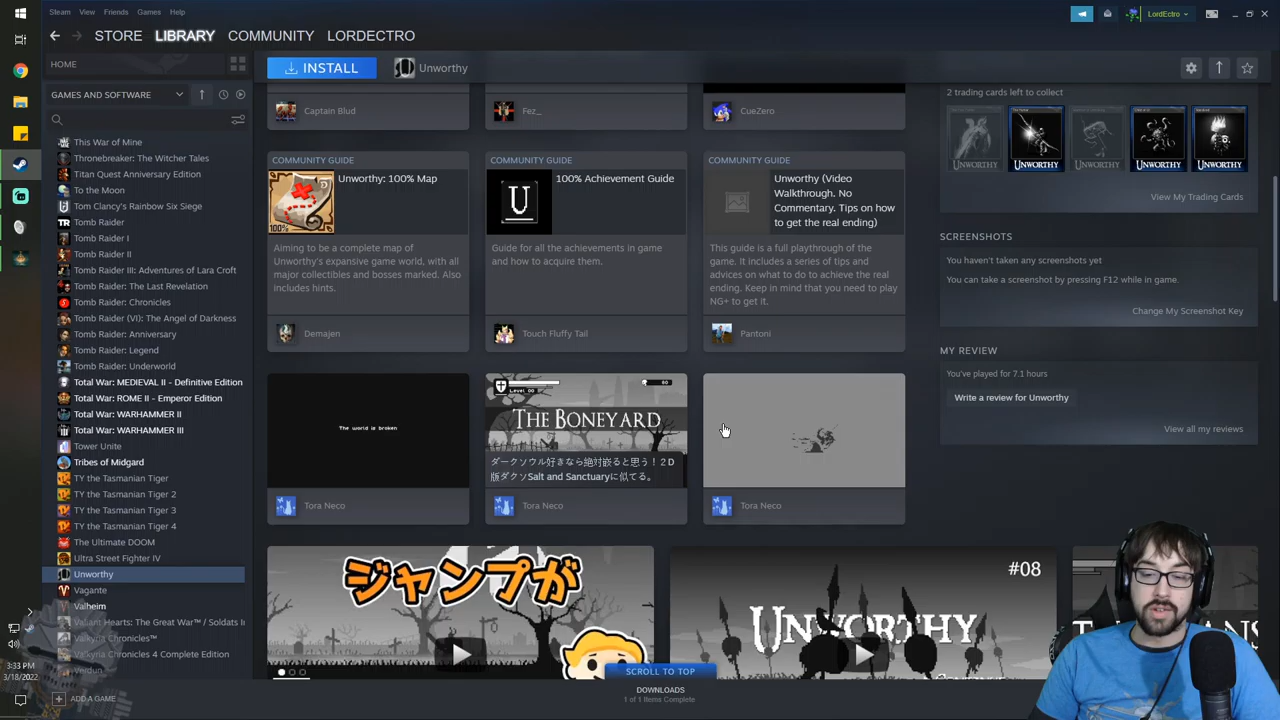 Steam View Friends Games Help
LordEctro
STORE LIBRARY COMMUNITY LORDECTRO
HOME
INSTALL
Unworthy
GAMES AND SOFTWARE
This War of Mine
Thronebreaker: The Witcher Tales
Titan Quest Anniversary Edition
To the Moon
Tom Clancy's Rainbow Six Siege
Tomb Raider
Tomb Raider I
Tomb Raider II
Tomb Raider III: Adventures of Lara Croft
Tomb Raider: The Last Revelation
Tomb Raider: Chronicles
Tomb Raider (VI): The Angel of Darkness
Tomb Raider: Anniversary
Tomb Raider: Legend
Tomb Raider: Underworld
Total War: MEDIEVAL II - Definitive Edition
Total War: ROME II - Emperor Edition
Total War: WARHAMMER II
Total War: WARHAMMER III
Tower Unite
Tribes of Midgard
TY the Tasmanian Tiger
TY the Tasmanian Tiger 2
TY the Tasmanian Tiger 3
TY the Tasmanian Tiger 4
The Ultimate DOOM
Ultra Street Fighter IV
Unworthy
Vagante
Valheim
Valiant Hearts: The Great War™ / Soldats In
Valkyria Chronicles™
Valkyria Chronicles 4 Complete Edition
Verdun
ADD A GAME
3:33 PM
3/18/2022
Captain Blud
Fez_
CueZero
COMMUNITY GUIDE
Unworthy: 100% Map
100%
Aiming to be a complete map of
Unworthy's expansive game world, with
all major collectibles and bosses marked. Also
includes hints.
Demajen
COMMUNITY GUIDE
U
100% Achievement Guide
Guide for all the achievements in game
and how to acquire them.
Touch Fluffy Tail
COMMUNITY GUIDE
Unworthy (Video
Walkthrough. No
Commentary. Tips on how
to get the real ending)
This guide is a full playthrough of the
game. It includes a series of tips and
advices on what to do to achieve the real
ending. Keep in mind that you need to play
NG+ to get it.
Pantoni
The world is broken
Tora Neco
Level 00
80
THE BONEYARD
ダークソウル好きなら絶対嵌ると思う！２D
版ダクソSalt and Sanctuaryに似てる。
Tora Neco
Tora Neco
ジャンプが
#08
UNWORTHY
SCROLL TO TOP
DOWNLOADS
1 of 1 Items Complete
2 trading cards left to collect
UNWORTHY
UNWORTHY
UNWORTHY
UNWORTHY
UNWORTHY
View My Trading Cards
SCREENSHOTS
You haven't taken any screenshots yet
You can take a screenshot by pressing F12 while in game.
Change My Screenshot Key
MY REVIEW
You've played for 7.1 hours
Write a review for Unworthy
View all my reviews